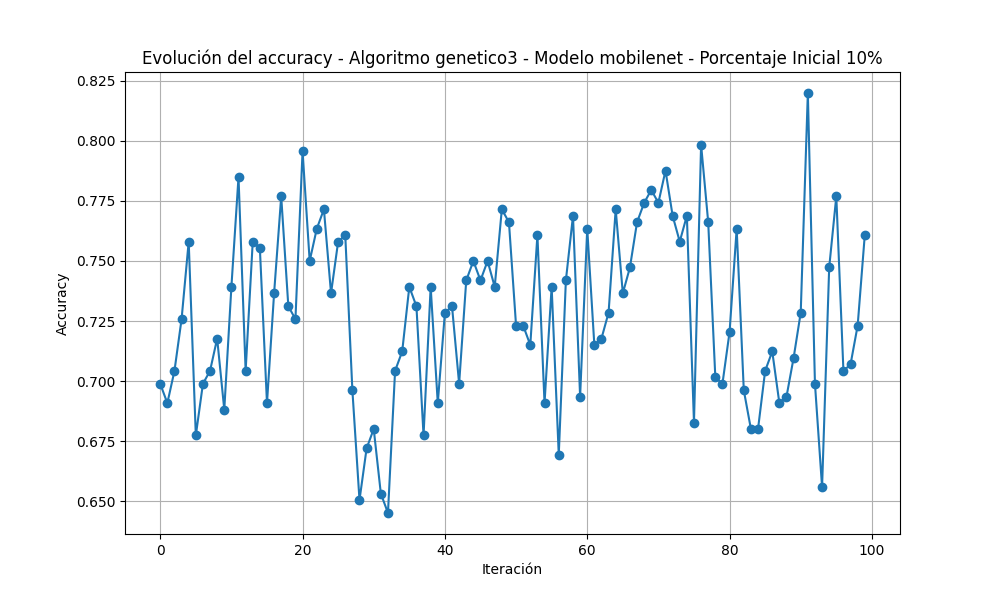 Evolución del accuracy - Algoritmo genetico3 - Modelo mobilenet - Porcentaje Inicial 10%
0.825
0.800
0.775
0.750
0.725
0.700
0.675
0.650
Accuracy
0 20 40 60 80 100
Iteración